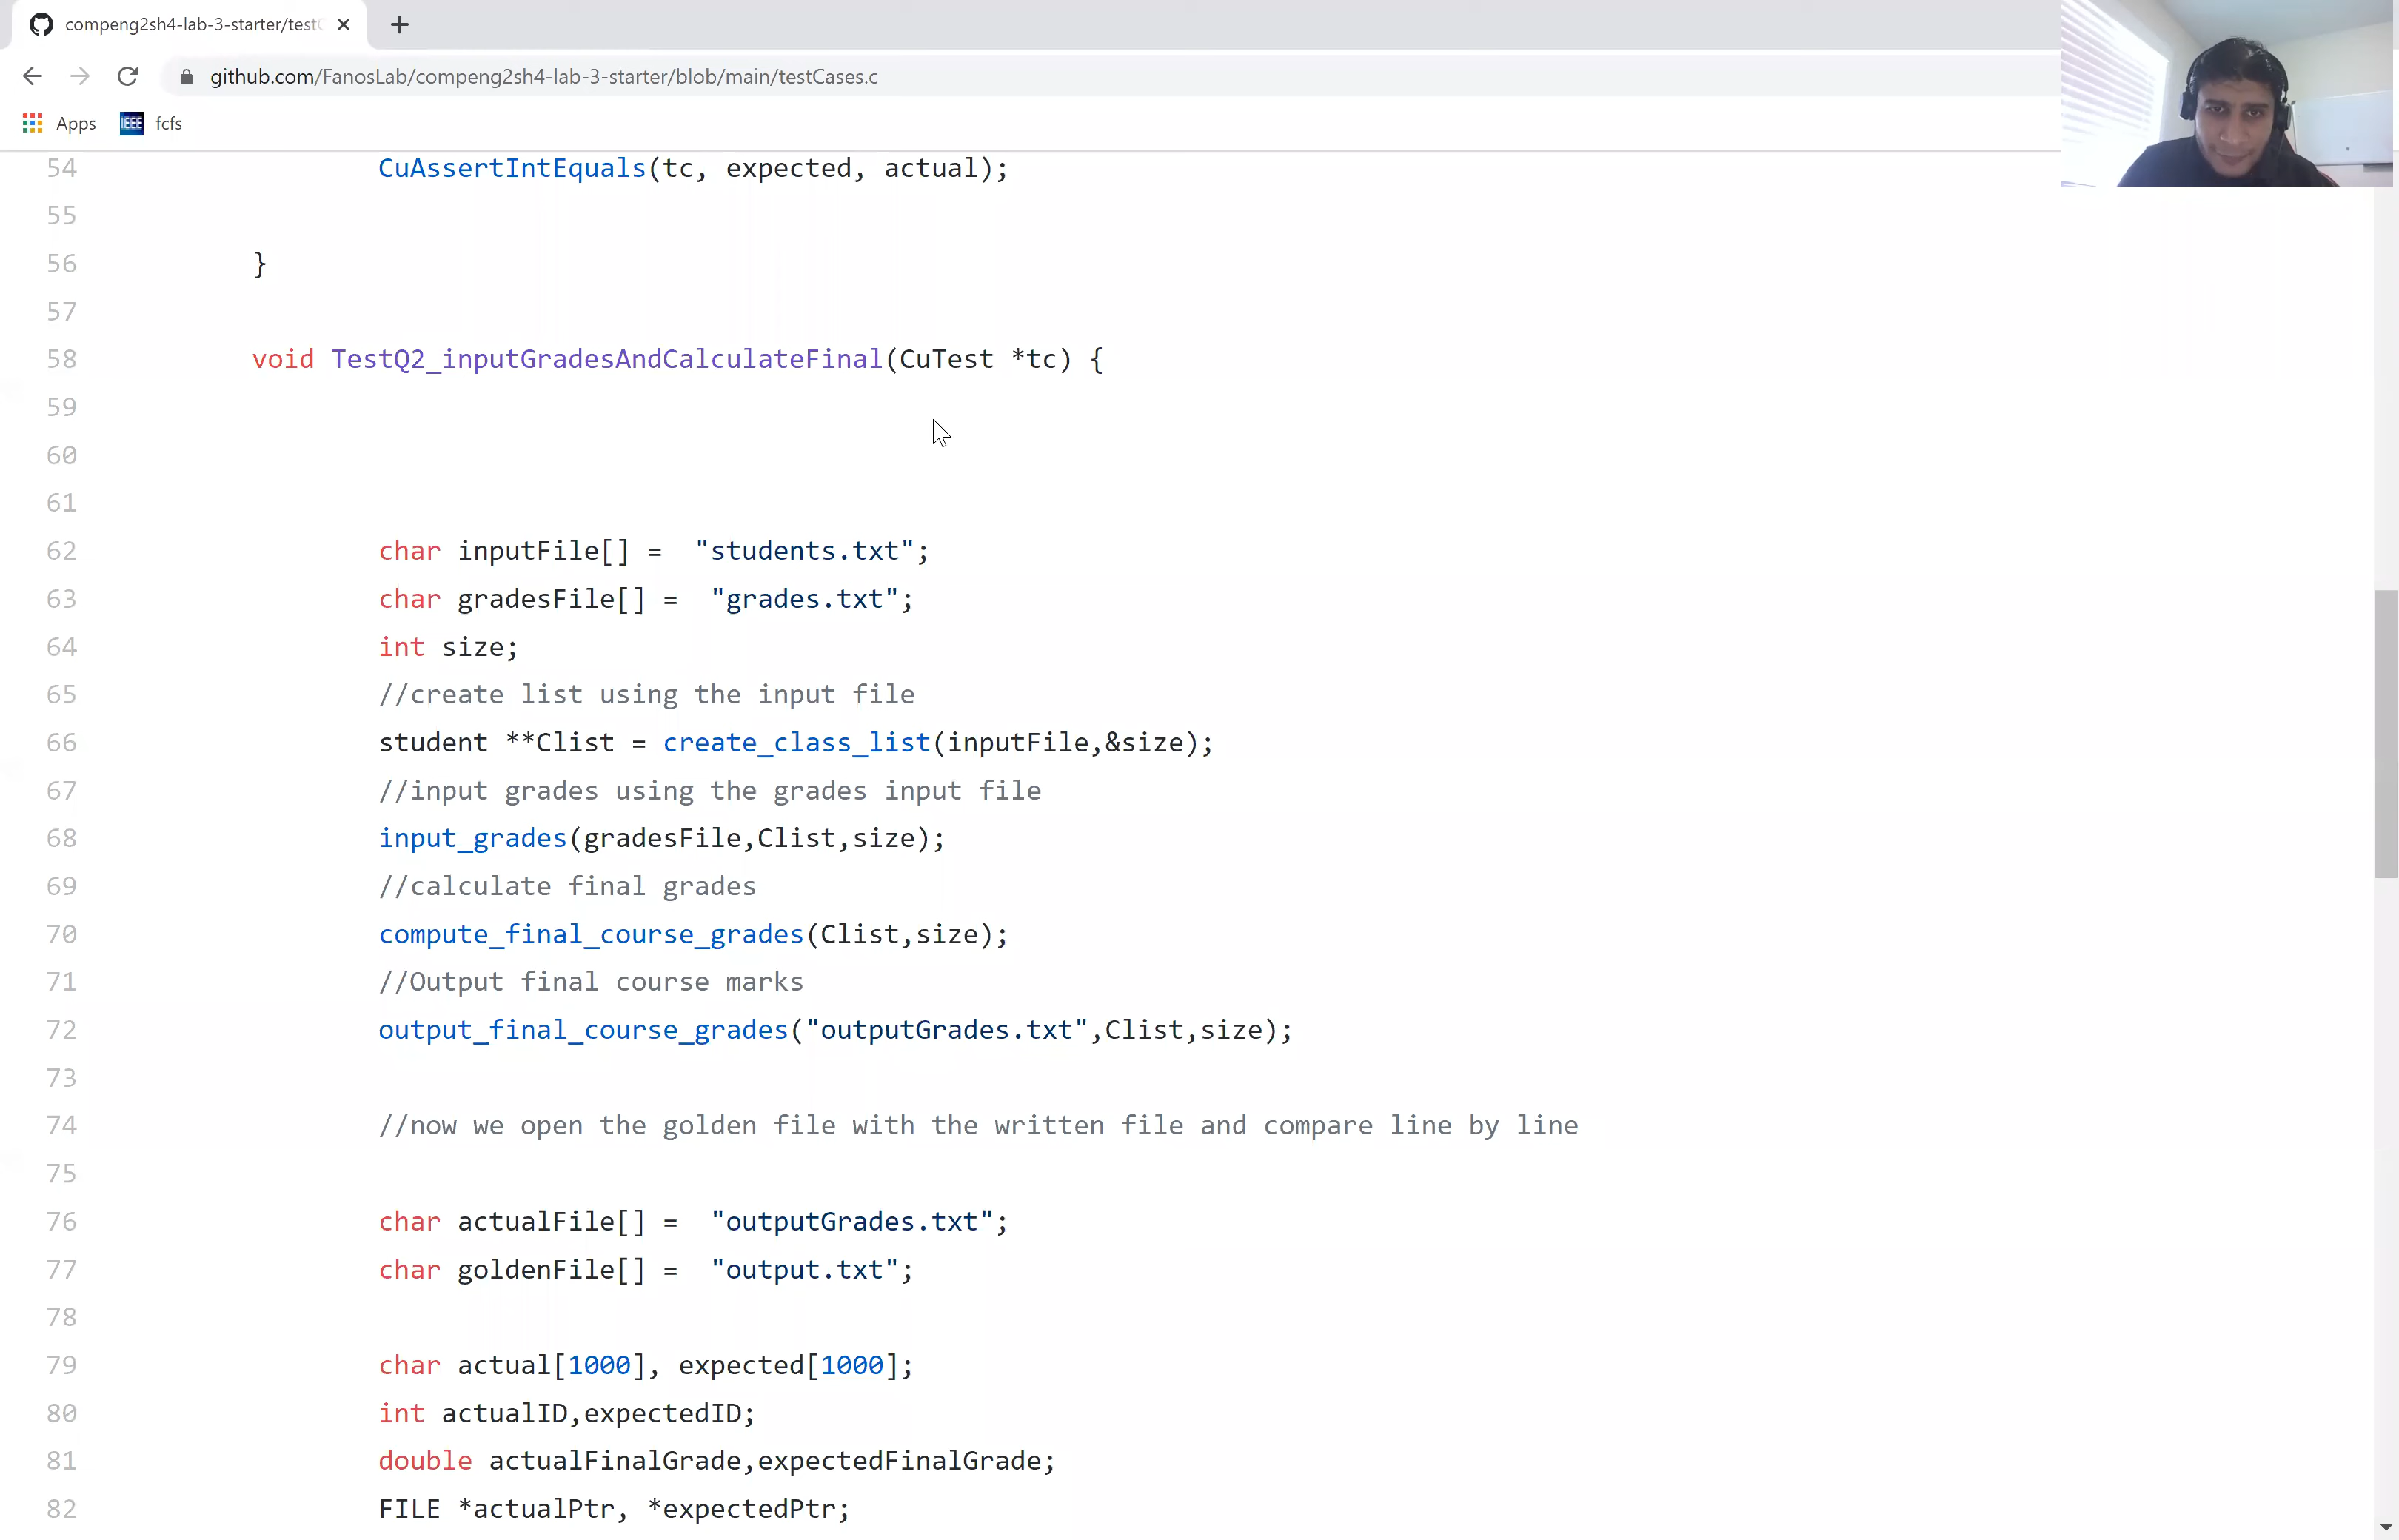 compeng2sh4-lab-3-starter/testC
github.com/FanosLab/compeng2sh4-lab-3-starter/blob/main/testCases.c
Apps IEEE fcfs
54 CuAssertIntEquals(tc, expected, actual);
55
56 }
57
58 void TestQ2_inputGradesAndCalculateFinal(CuTest *tc) {
59
60
61
62 char inputFile[] = "students.txt";
63 char gradesFile[] = "grades.txt";
64 int size;
65 //create list using the input file
66 student **Clist = create_class_list(inputFile,&size);
67 //input grades using the grades input file
68 input_grades(gradesFile,Clist,size);
69 //calculate final grades
70 compute_final_course_grades(Clist,size);
71 //Output final course marks
72 output_final_course_grades("outputGrades.txt",Clist,size);
73
74 //now we open the golden file with the written file and compare line by line
75
76 char actualFile[] = "outputGrades.txt";
77 char goldenFile[] = "output.txt";
78
79 char actual[1000], expected[1000];
80 int actualID,expectedID;
81 double actualFinalGrade,expectedFinalGrade;
82 FILE *actualPtr, *expectedPtr;